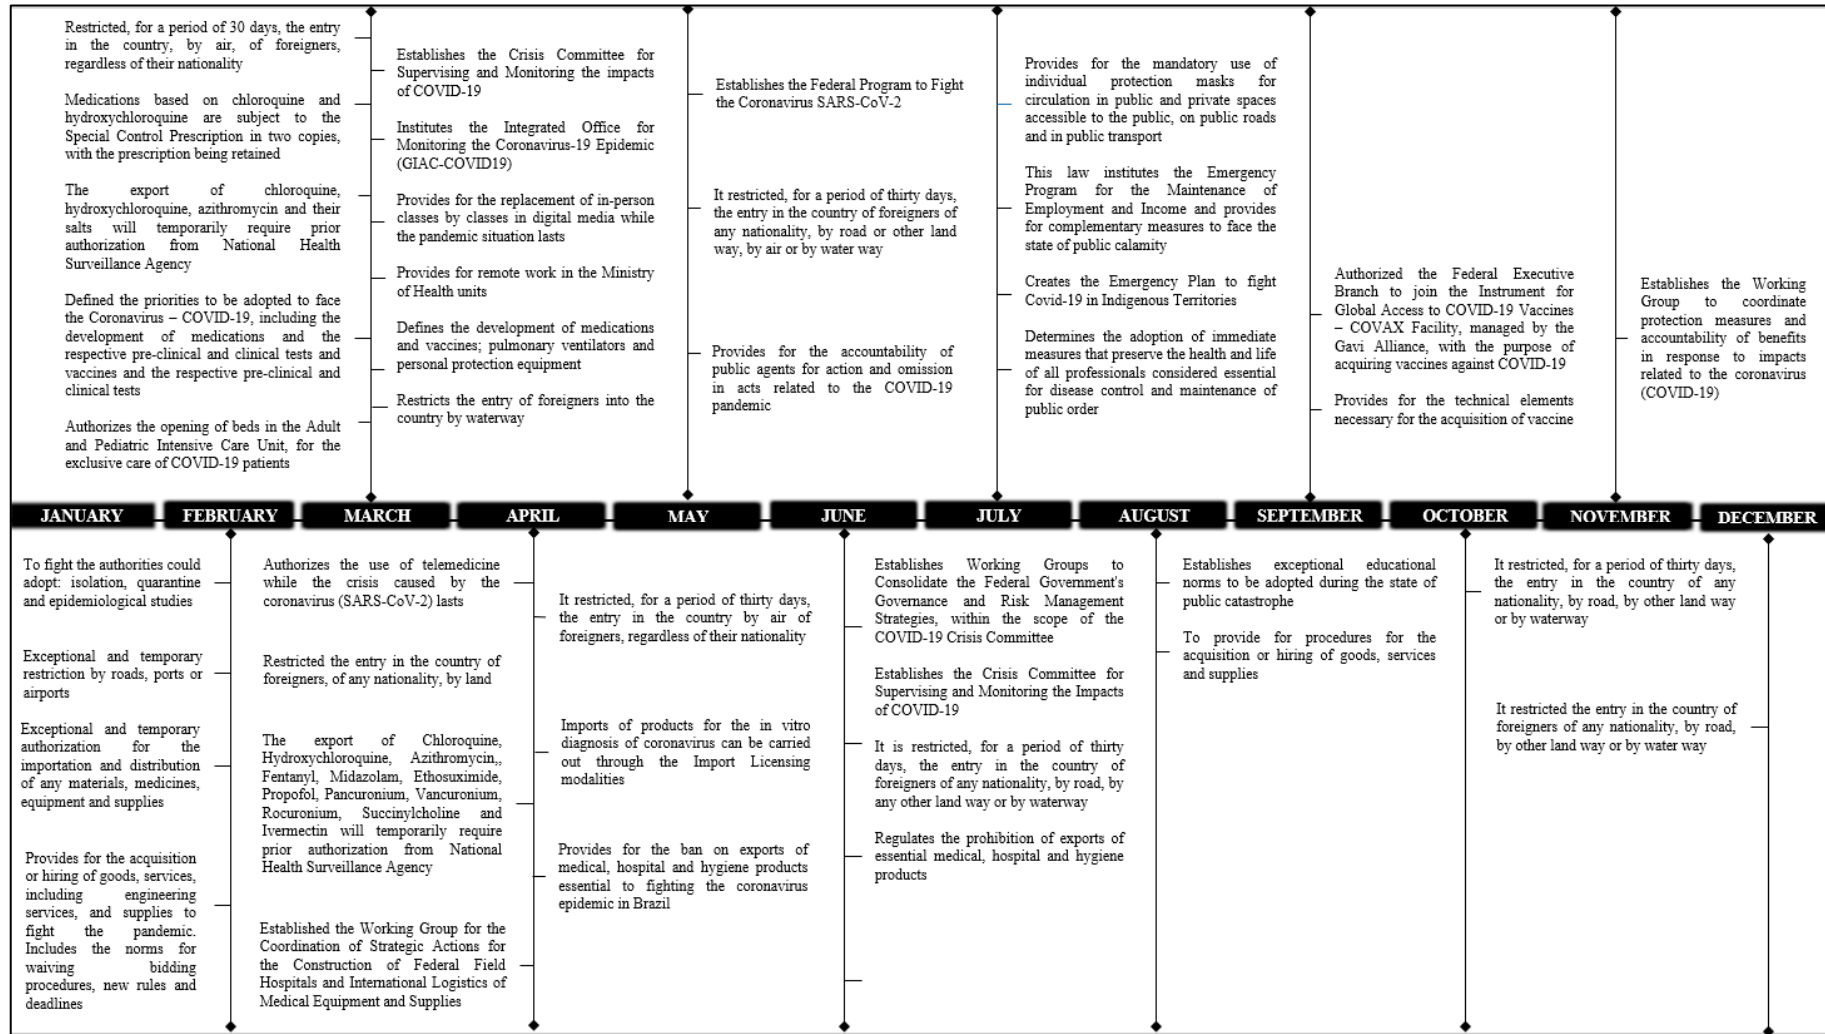 Restricted, for a period of 30 days, the entry
in the country, by air, of foreigners,
regardless of their nationality
Medications based on chloroquine and
hydroxychloroquine are subject to the
Special Control Prescription in two copies,
with the prescription being retained
The export of chloroquine,
hydroxychloroquine, azithromycin and their
salts will temporarily require prior
authorization from National Health
Surveillance Agency
Defined the priorities to be adopted to face
the Coronavirus – COVID-19, including the
development of medications and the
respective pre-clinical and clinical tests and
vaccines and the respective pre-clinical and
clinical tests
Authorizes the opening of beds in the Adult
and Pediatric Intensive Care Unit, for the
exclusive care of COVID-19 patients
Establishes the Crisis Committee for
Supervising and Monitoring the impacts
of COVID-19
Institutes the Integrated Office for
Monitoring the Coronavirus-19 Epidemic
(GIAC-COVID19)
Provides for the replacement of in-person
classes by classes in digital media while
the pandemic situation lasts
Provides for remote work in the Ministry
of Health units
Defines the development of medications
and vaccines; pulmonary ventilators and
personal protection equipment
Restricts the entry of foreigners into the
country by waterway
Establishes the Federal Program to Fight
the Coronavirus SARS-CoV-2
It restricted, for a period of thirty days,
the entry in the country of foreigners of
any nationality, by road or other land
way, by air or by water way
Provides for the accountability of
public agents for action and omission
in acts related to the COVID-19
pandemic
Provides for the mandatory use of
individual protection masks for
circulation in public and private spaces
accessible to the public, on public roads
and in public transport
This law institutes the Emergency
Program for the Maintenance of
Employment and Income and provides
for complementary measures to face the
state of public calamity
Creates the Emergency Plan to fight
Covid-19 in Indigenous Territories
Determines the adoption of immediate
measures that preserve the health and life
of all professionals considered essential
for disease control and maintenance of
public order
Authorized the Federal Executive
Branch to join the Instrument for
Global Access to COVID-19 Vaccines
– COVAX Facility, managed by the
Gavi Alliance, with the purpose of
acquiring vaccines against COVID-19
Provides for the technical elements
necessary for the acquisition of vaccine
Establishes the Working
Group to coordinate
protection measures and
accountability of benefits
in response to impacts
related to the coronavirus
(COVID-19)
JANUARY FEBRUARY MARCH APRIL MAY JUNE JULY AUGUST SEPTEMBER OCTOBER NOVEMBER DECEMBER
To fight the authorities could
adopt: isolation, quarantine
and epidemiological studies
Exceptional and temporary
restriction by roads, ports or
airports
Exceptional and temporary
authorization for the
importation and distribution
of any materials, medicines,
equipment and supplies
Provides for the acquisition
or hiring of goods, services,
including engineering
services, and supplies to
fight the pandemic.
Includes the norms for
waiving bidding
procedures, new rules and
deadlines
Authorizes the use of telemedicine
while the crisis caused by the
coronavirus (SARS-CoV-2) lasts
Restricted the entry in the country of
foreigners, of any nationality, by land
The export of Chloroquine,
Hydroxychloroquine, Azithromycin,,
Fentanyl, Midazolam, Ethosuximide,
Propofol, Pancuronium, Vancuronium,
Rocuronium, Succinylcholine and
Ivermectin will temporarily require
prior authorization from National
Health Surveillance Agency
Established the Working Group for the
Coordination of Strategic Actions for
the Construction of Federal Field
Hospitals and International Logistics of
Medical Equipment and Supplies
It restricted, for a period of thirty days,
the entry in the country by air of
foreigners, regardless of their nationality
Imports of products for the in vitro
diagnosis of coronavirus can be carried
out through the Import Licensing
modalities
Provides for the ban on exports of
medical, hospital and hygiene products
essential to fighting the coronavirus
epidemic in Brazil
Establishes Working Groups to
Consolidate the Federal Government's
Governance and Risk Management
Strategies, within the scope of the
COVID-19 Crisis Committee
Establishes the Crisis Committee for
Supervising and Monitoring the Impacts
of COVID-19
It is restricted, for a period of thirty
days, the entry in the country of
foreigners of any nationality, by road, by
any other land way or by waterway
Regulates the prohibition of exports of
essential medical, hospital and hygiene
products
Establishes exceptional educational
norms to be adopted during the state of
public catastrophe
To provide for procedures for the
acquisition or hiring of goods, services
and supplies
It restricted, for a period of thirty days,
the entry in the country of any
nationality, by road, by other land way
or by waterway
It restricted the entry in the country of
foreigners of any nationality, by road,
by other land way or by water way